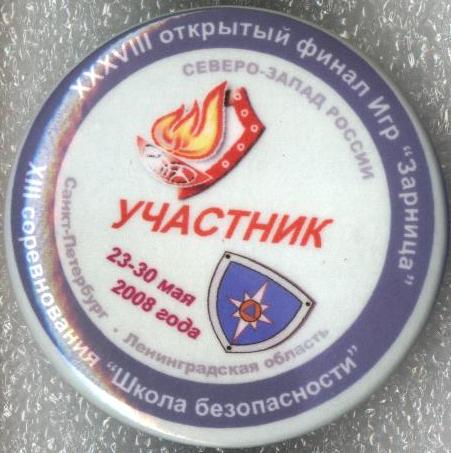 XXXVIII открытый финал Игр "Зарница"
СЕВЕРО-ЗАПАД РОССИИ
УЧАСТНИК
23-30 мая
2008 года
Санкт-Петербург · Ленинградская область
XIII соревнования "Школа безопасности"